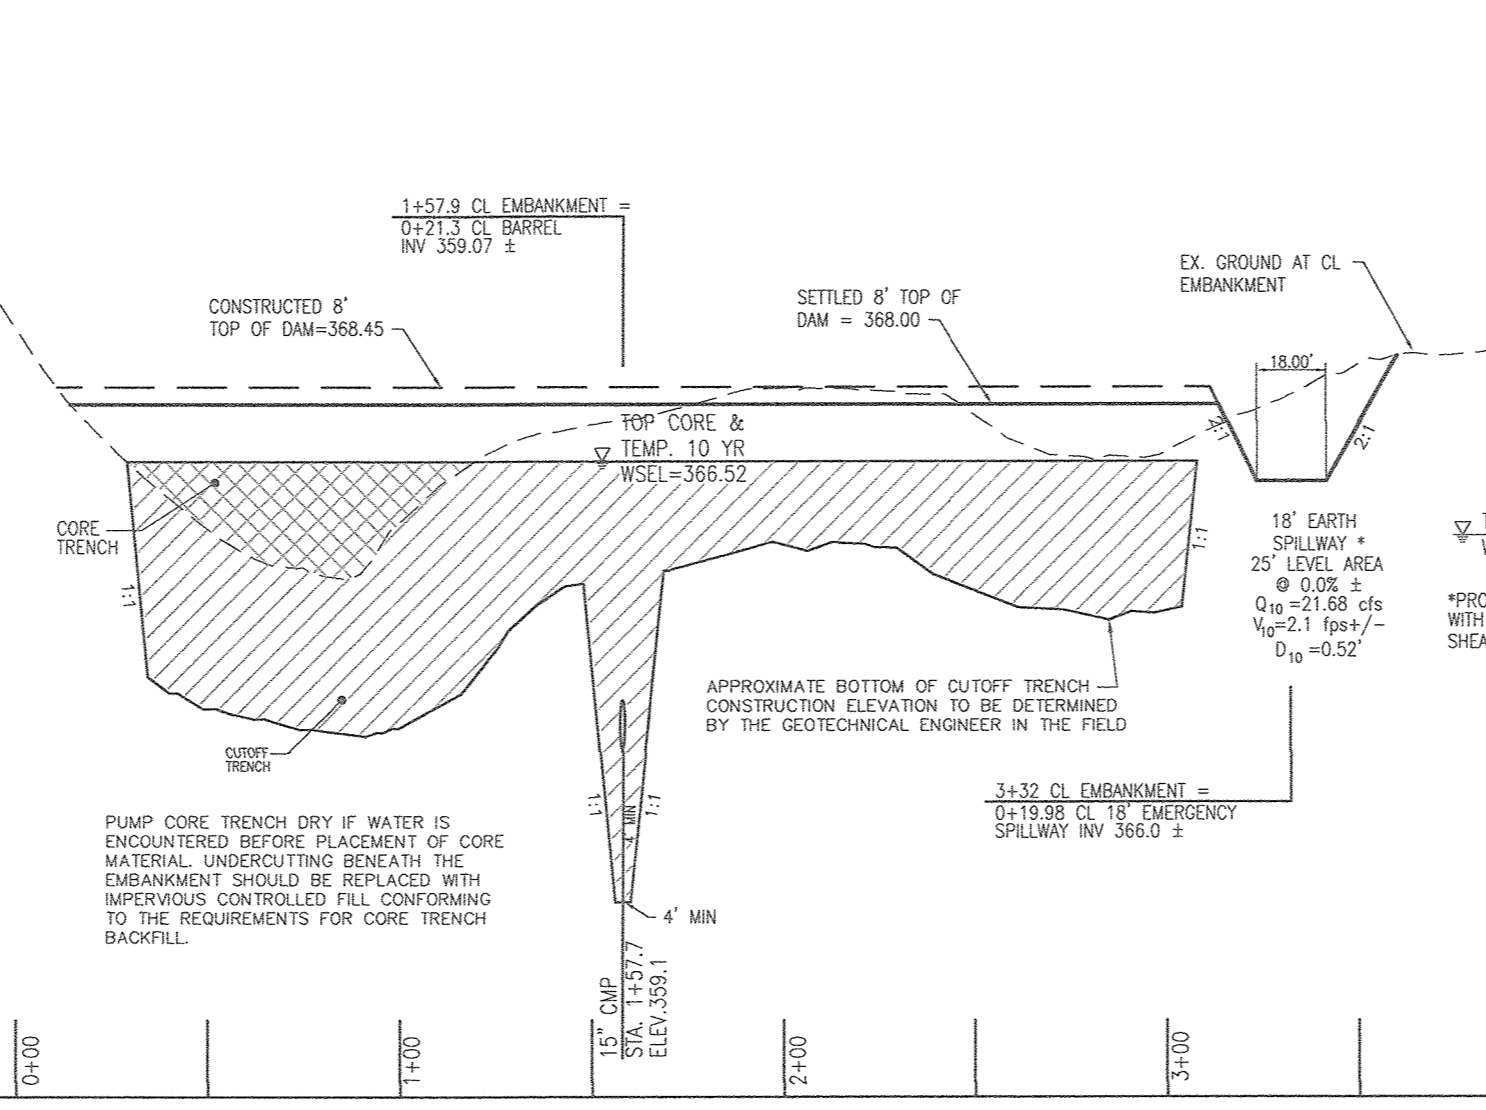 1+57.9 CL EMBANKMENT =
0+21.3 CL BARREL
INV 359.07 ±
CONSTRUCTED 8'
TOP OF DAM=368.45
SETTLED 8' TOP OF
DAM = 368.00
EX. GROUND AT CL
EMBANKMENT
18.00'
TOP CORE &
TEMP. 10 YR
WSEL=366.52
2:1
CORE
TRENCH
1:1
1:1
18' EARTH
SPILLWAY *
25' LEVEL AREA
@ 0.0% ±
Q10 =21.68 cfs
V10=2.1 fps+/-
D10 =0.52'
*PRO
WITH
SHEA
APPROXIMATE BOTTOM OF CUTOFF TRENCH
CONSTRUCTION ELEVATION TO BE DETERMINED
BY THE GEOTECHNICAL ENGINEER IN THE FIELD
CUTOFF
TRENCH
3+32 CL EMBANKMENT =
0+19.98 CL 18' EMERGENCY
SPILLWAY INV 366.0 ±
1:1
4' MIN
1:1
PUMP CORE TRENCH DRY IF WATER IS
ENCOUNTERED BEFORE PLACEMENT OF CORE
MATERIAL. UNDERCUTTING BENEATH THE
EMBANKMENT SHOULD BE REPLACED WITH
IMPERVIOUS CONTROLLED FILL CONFORMING
TO THE REQUIREMENTS FOR CORE TRENCH
BACKFILL.
4' MIN
15" CMP
STA. 1+57.7
ELEV.359.1
0+00
1+00
2+00
3+00